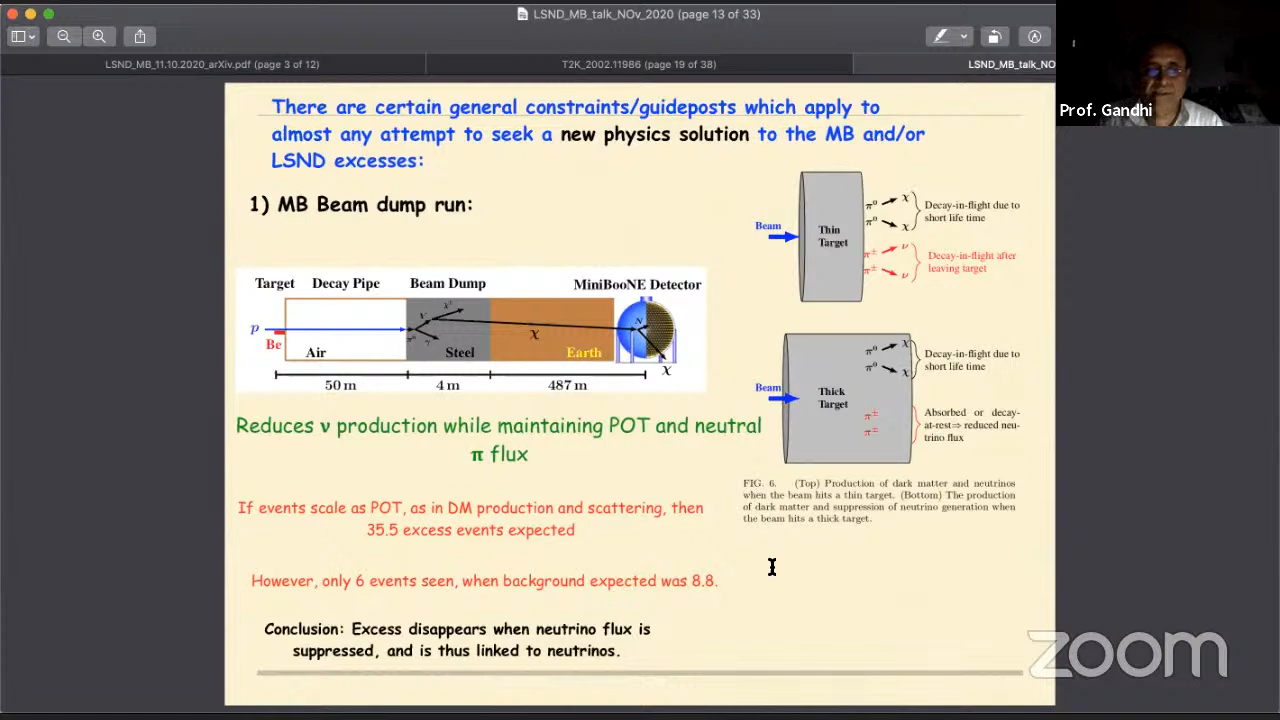 LSND_MB_talk_NOv_2020 (page 13 of 33)
LSND_MB_11.10.2020_arXiv.pdf (page 3 of 12)
T2K_2002.11986 (page 19 of 38)
LSND_MB_talk_NO
Prof. Gandhi
There are certain general constraints/guideposts which apply to
almost any attempt to seek a new physics solution to the MB and/or
LSND excesses:
1) MB Beam dump run:
Target Decay Pipe Beam Dump MiniBooNE Detector
p
Be
Air
Steel
Earth
π⁰
V
γ
χ†
χ
N
χ
50 m 4 m 487 m
Reduces ν production while maintaining POT and neutral
π flux
If events scale as POT, as in DM production and scattering, then
35.5 excess events expected
However, only 6 events seen, when background expected was 8.8.
Conclusion: Excess disappears when neutrino flux is
suppressed, and is thus linked to neutrinos.
Beam
Thin
Target
π⁰ χ
π⁰ χ
Decay-in-flight due to
short life time
π± ν
π± ν
Decay-in-flight after
leaving target
Beam
Thick
Target
π⁰ χ
π⁰ χ
Decay-in-flight due to
short life time
π±
π±
Absorbed or decay-
at-rest⇒ reduced neu-
trino flux
FIG. 6. (Top) Production of dark matter and neutrinos
when the beam hits a thin target. (Bottom) The production
of dark matter and suppression of neutrino generation when
the beam hits a thick target.
zoom